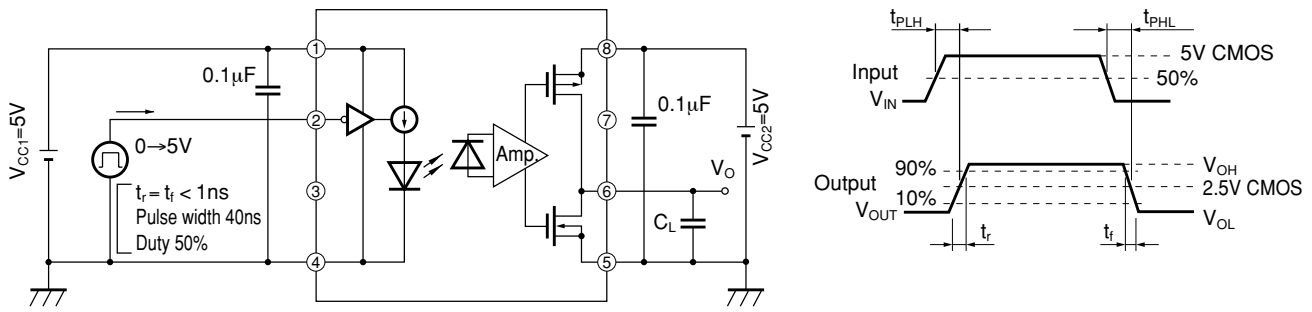 V_CC1=5V
0.1µF
0→5V
t_r = t_f < 1ns
Pulse width 40ns
Duty 50%
①
②
③
④
Amp.
⑧
⑦
⑥
⑤
0.1µF
V_O
C_L
V_CC2=5V
t_PLH
t_PHL
Input
V_IN
5V CMOS
50%
90%
Output
10%
V_OUT
V_OH
2.5V CMOS
V_OL
t_r
t_f